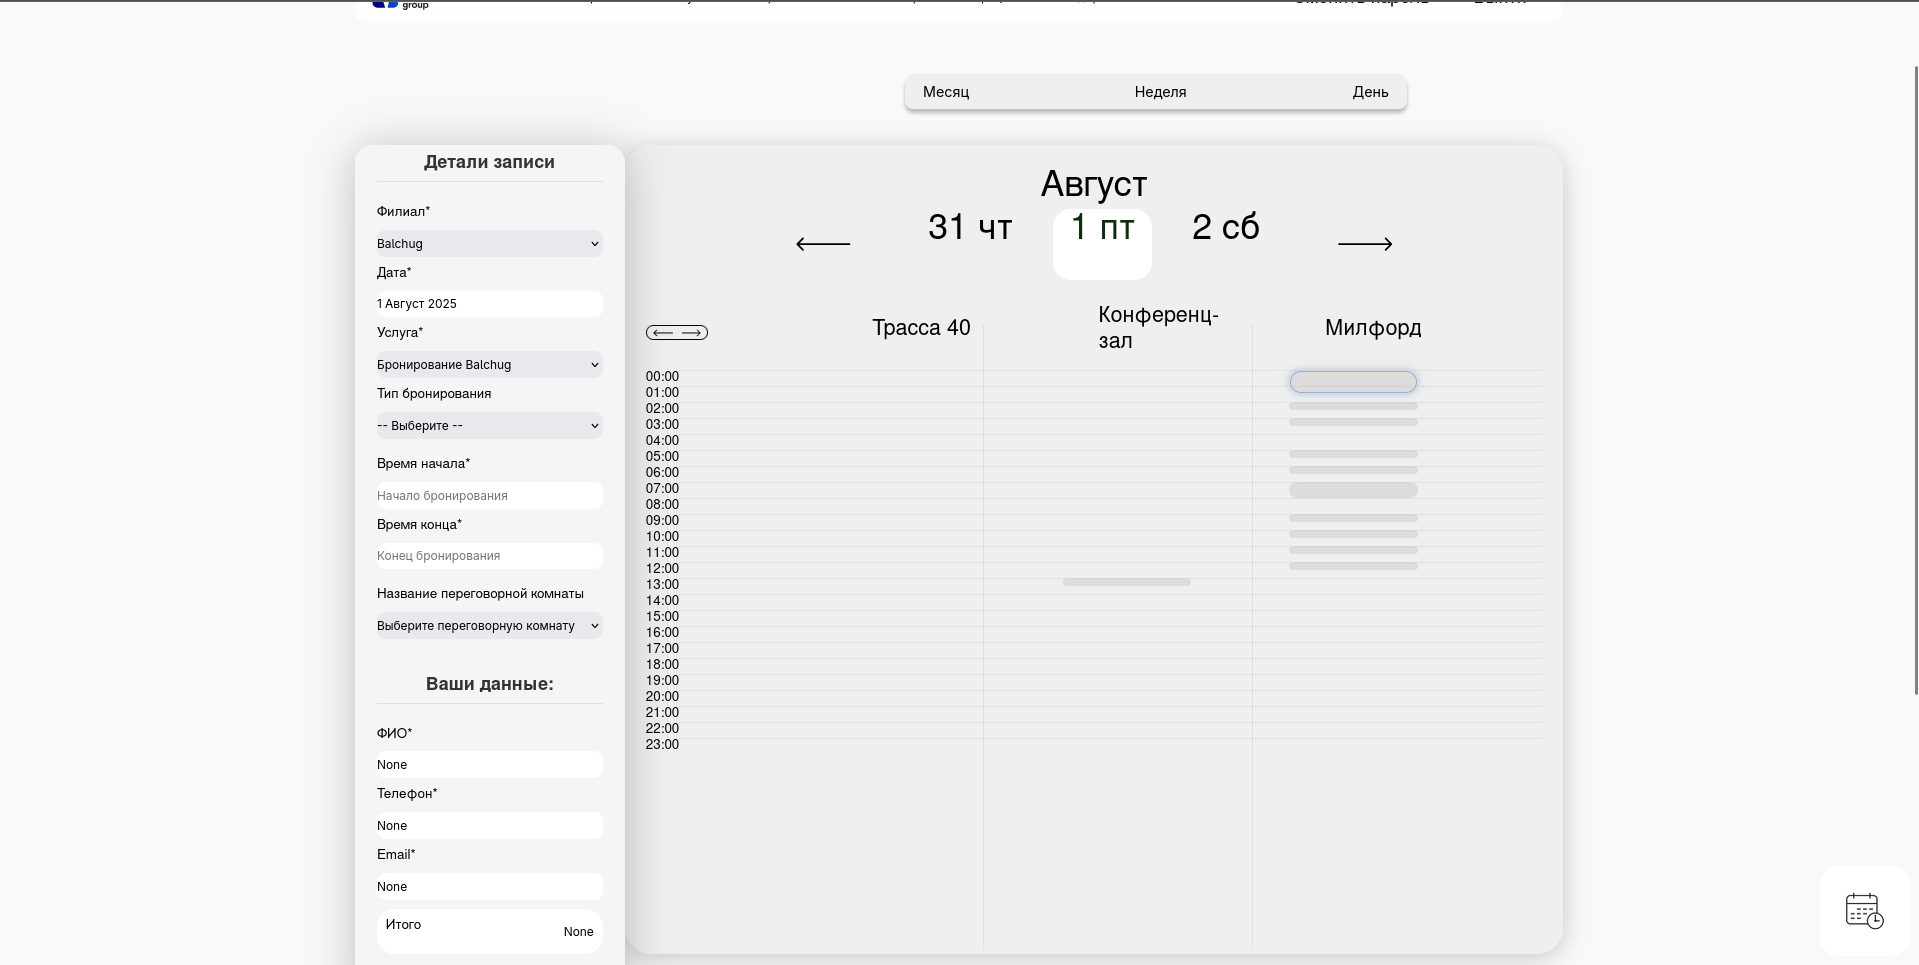 group
Сменить пароль
Выйти
Месяц
Неделя
День
Детали записи
Филиал*
Balchug
Дата*
1 Август 2025
Услуга*
Бронирование Balchug
Тип бронирования
-- Выберите --
Время начала*
Начало бронирования
Время конца*
Конец бронирования
Название переговорной комнаты
Выберите переговорную комнату
Ваши данные:
ФИО*
None
Телефон*
None
Email*
None
Итого
None
Август
31 чт
1 пт
2 сб
Трасса 40
Конференц-
зал
Милфорд
00:00
01:00
02:00
03:00
04:00
05:00
06:00
07:00
08:00
09:00
10:00
11:00
12:00
13:00
14:00
15:00
16:00
17:00
18:00
19:00
20:00
21:00
22:00
23:00